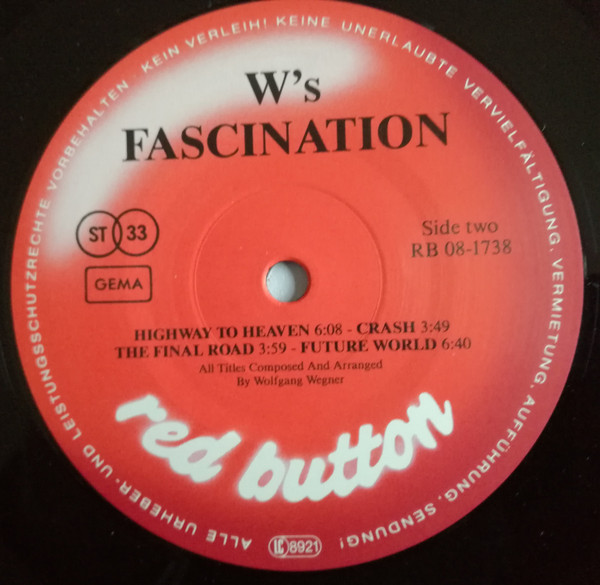 ALLE URHEBER- UND LEISTUNGSSCHUTZRECHTE VORBEHALTEN. KEIN VERLEIH! KEINE UNERLAUBTE VERVIELFÄLTIGUNG, VERMIETUNG, AUFFÜHRUNG, SENDUNG!
W's
FASCINATION
ST 33
GEMA
Side two
RB 08-1738
HIGHWAY TO HEAVEN 6:08 - CRASH 3:49
THE FINAL ROAD 3:59 - FUTURE WORLD 6:40
All Titles Composed And Arranged
By Wolfgang Wegner
red button
LC 8921